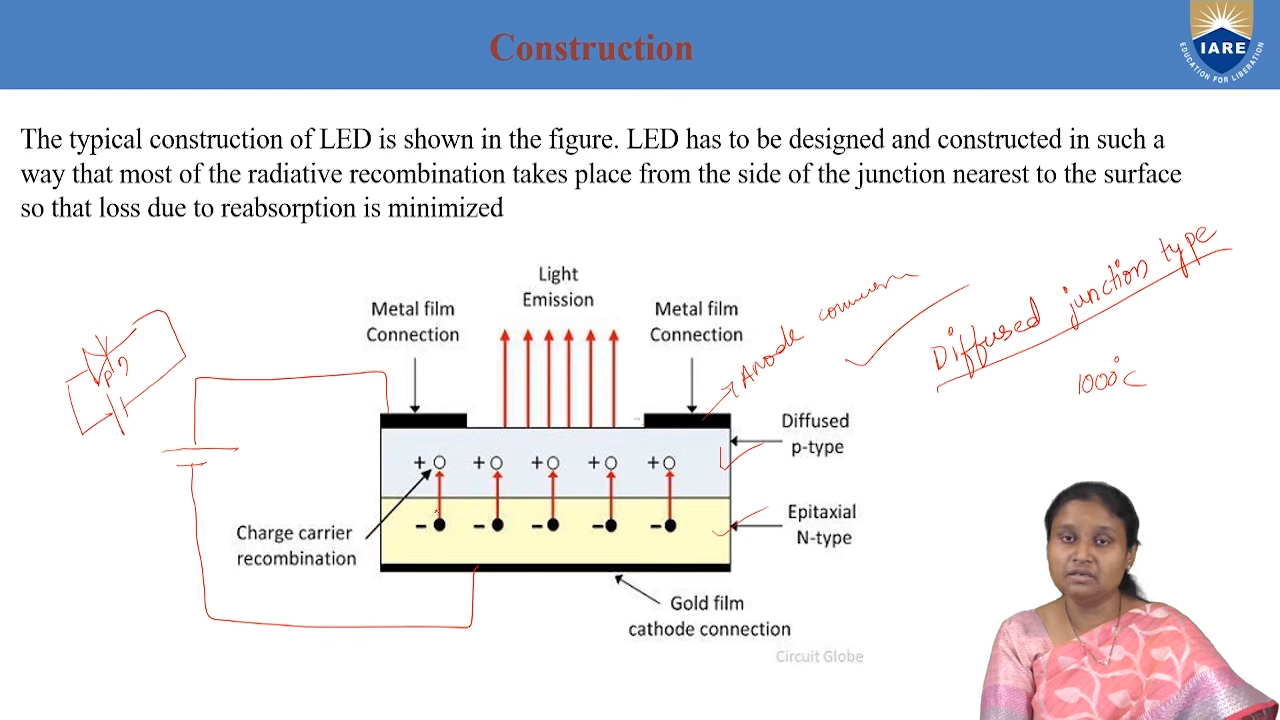 Construction
IARE
EDUCATION FOR LIBERATION
The typical construction of LED is shown in the figure. LED has to be designed and constructed in such a
way that most of the radiative recombination takes place from the side of the junction nearest to the surface
so that loss due to reabsorption is minimized
Light
Emission
Metal film
Connection
Metal film
Connection
Anode
Diffused junction type
1000°C
p n
Diffused
p-type
+ + + + +
- - - - -
Epitaxial
N-type
Charge carrier
recombination
Gold film
cathode connection
Circuit Globe